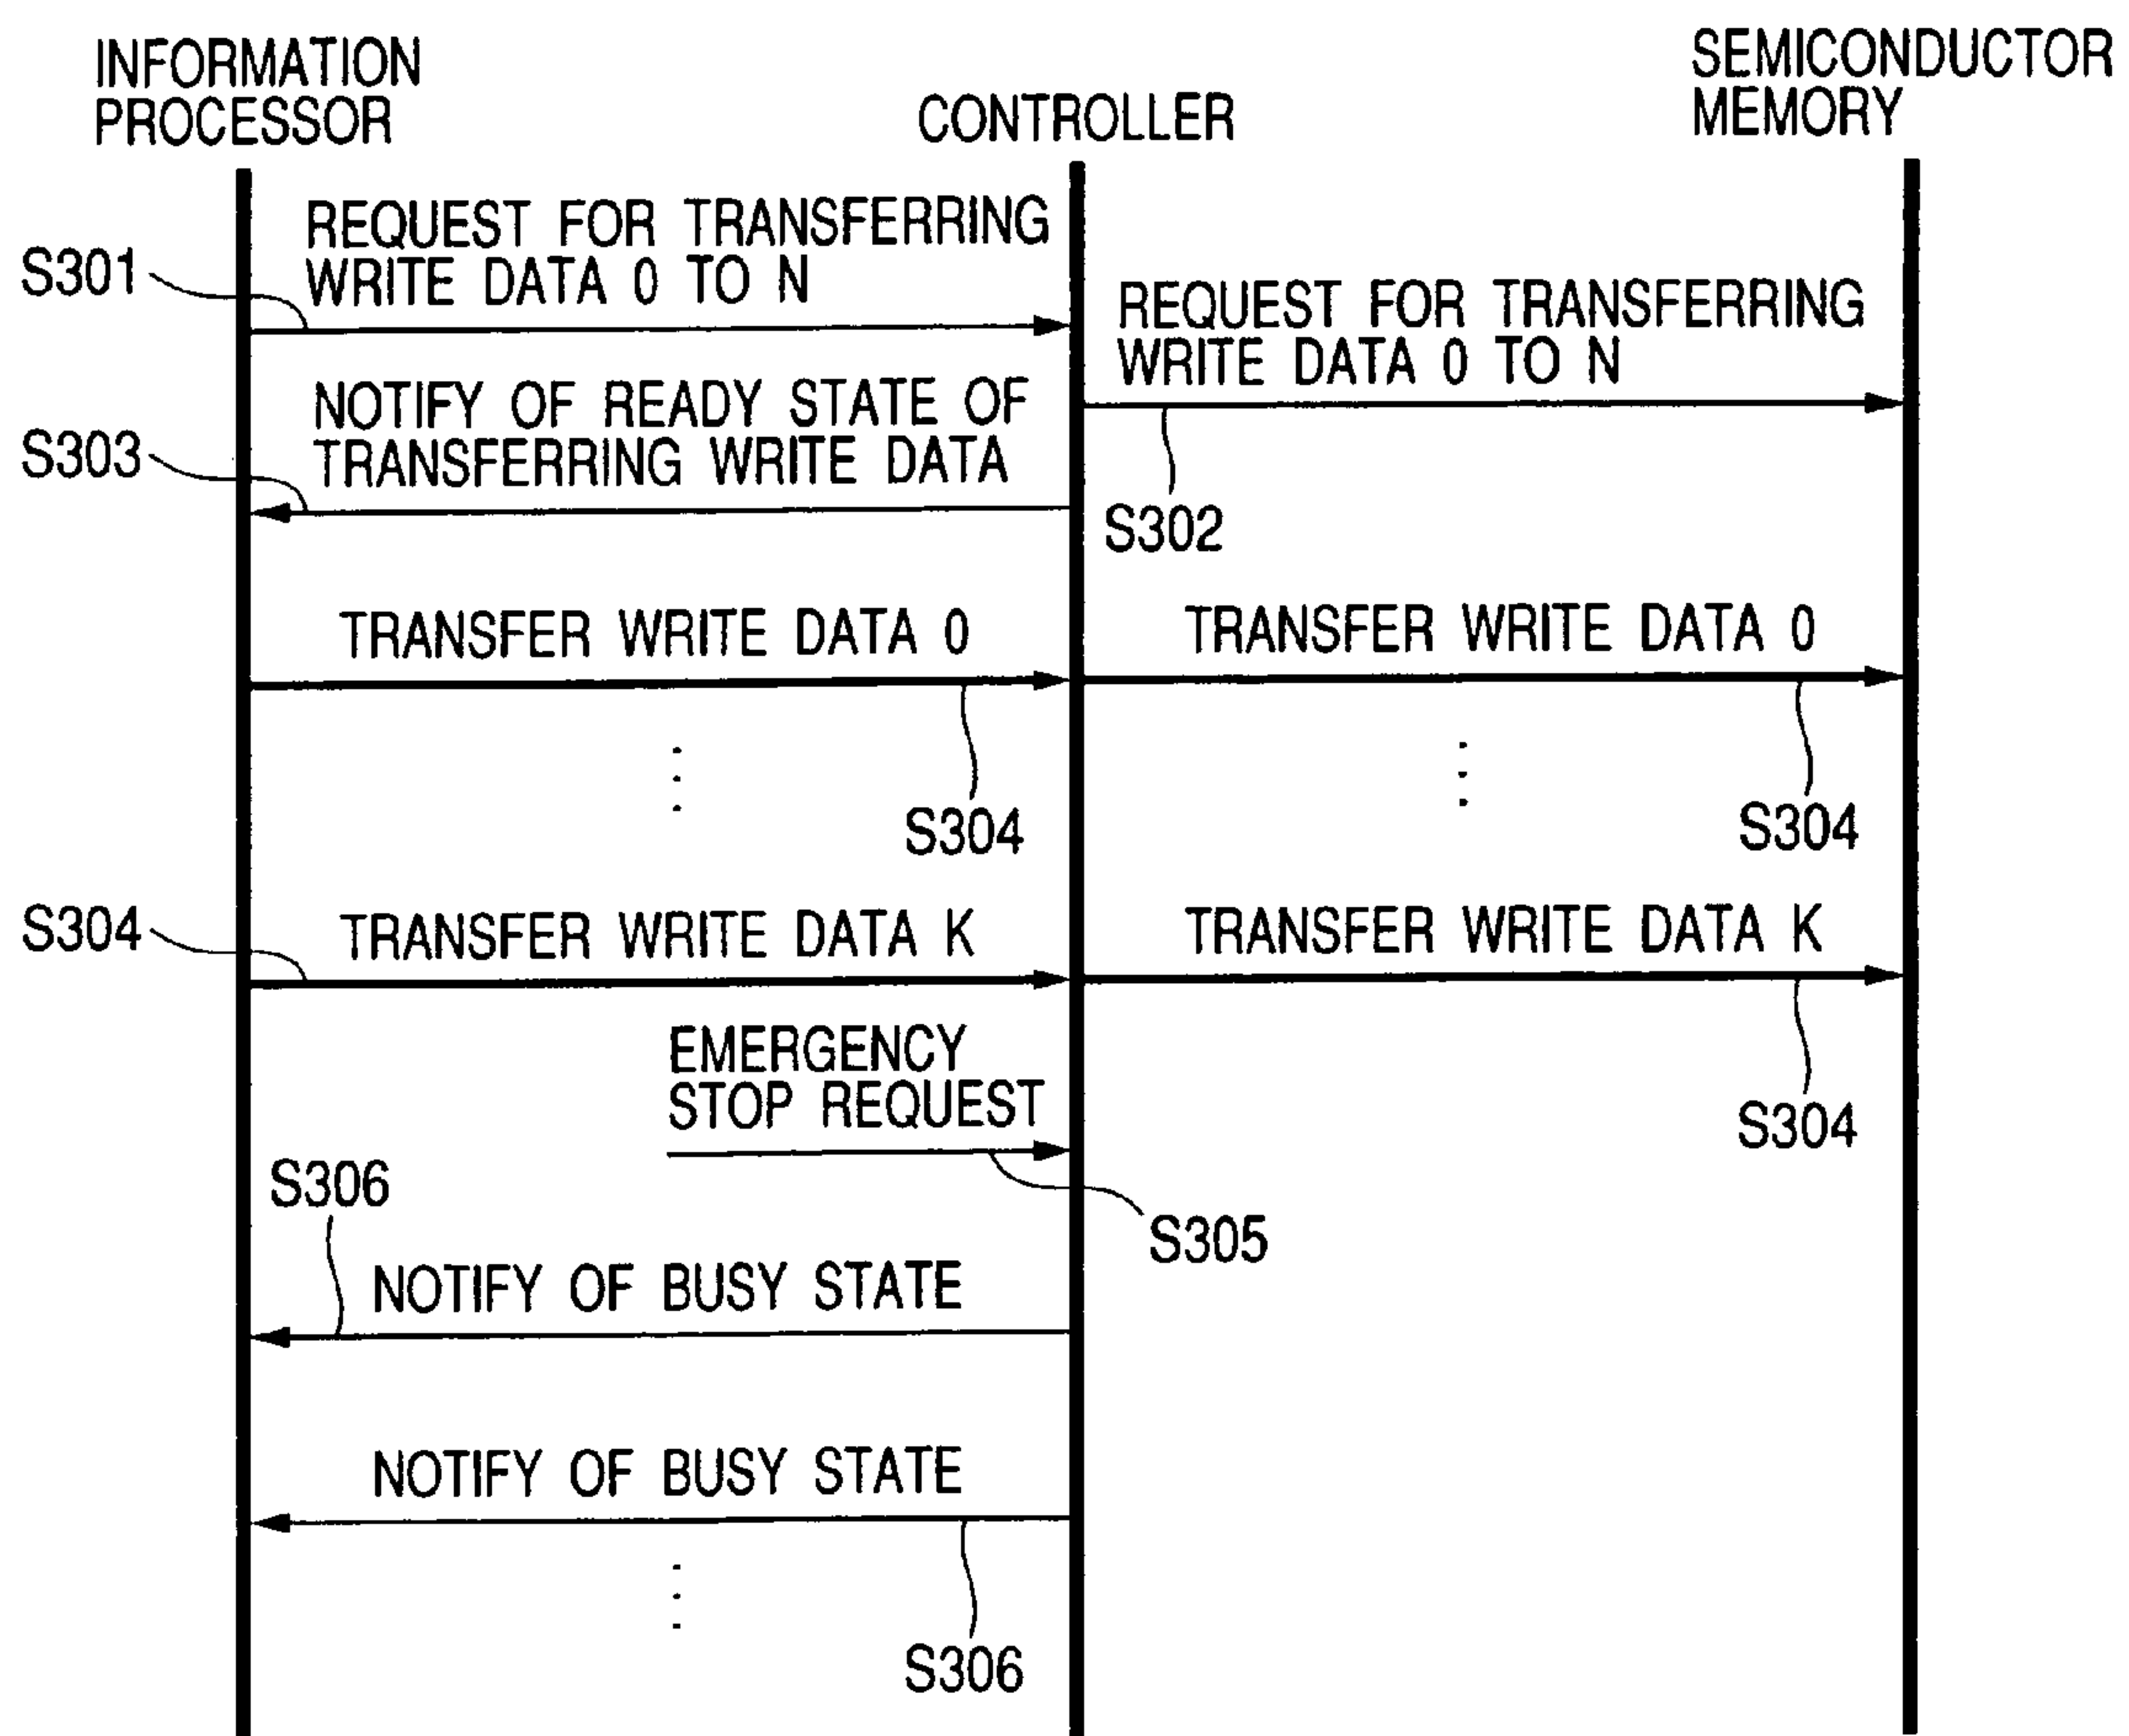 INFORMATION
PROCESSOR
CONTROLLER
SEMICONDUCTOR
MEMORY
REQUEST FOR TRANSFERRING
WRITE DATA 0 TO N
S301
REQUEST FOR TRANSFERRING
WRITE DATA 0 TO N
S302
NOTIFY OF READY STATE OF
TRANSFERRING WRITE DATA
S303
TRANSFER WRITE DATA 0
S304
TRANSFER WRITE DATA 0
S304
S304
TRANSFER WRITE DATA K
TRANSFER WRITE DATA K
S304
EMERGENCY
STOP REQUEST
S305
S306
NOTIFY OF BUSY STATE
NOTIFY OF BUSY STATE
S306